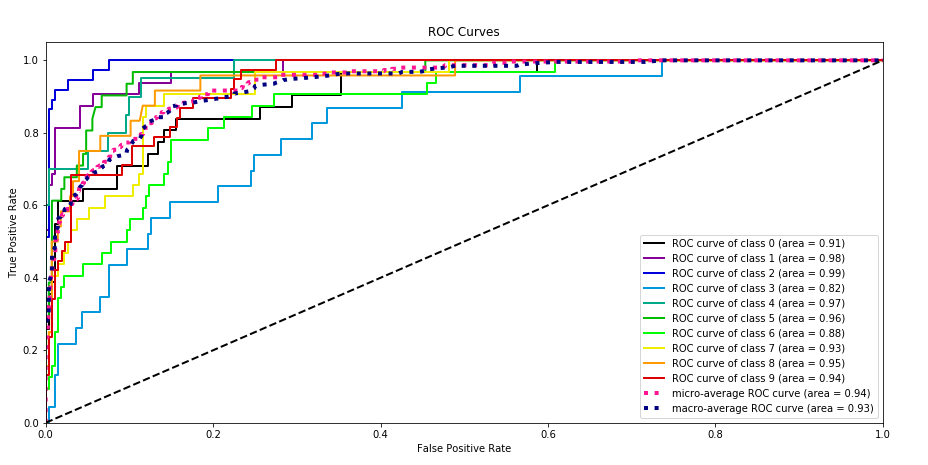 ROC Curves
True Positive Rate
1.0
0.8
0.6
0.4
0.2
0.0
ROC curve of class 0 (area = 0.91)
ROC curve of class 1 (area = 0.98)
ROC curve of class 2 (area = 0.99)
ROC curve of class 3 (area = 0.82)
ROC curve of class 4 (area = 0.97)
ROC curve of class 5 (area = 0.96)
ROC curve of class 6 (area = 0.88)
ROC curve of class 7 (area = 0.93)
ROC curve of class 8 (area = 0.95)
ROC curve of class 9 (area = 0.94)
micro-average ROC curve (area = 0.94)
macro-average ROC curve (area = 0.93)
0.0 0.2 0.4 0.6 0.8 1.0
False Positive Rate